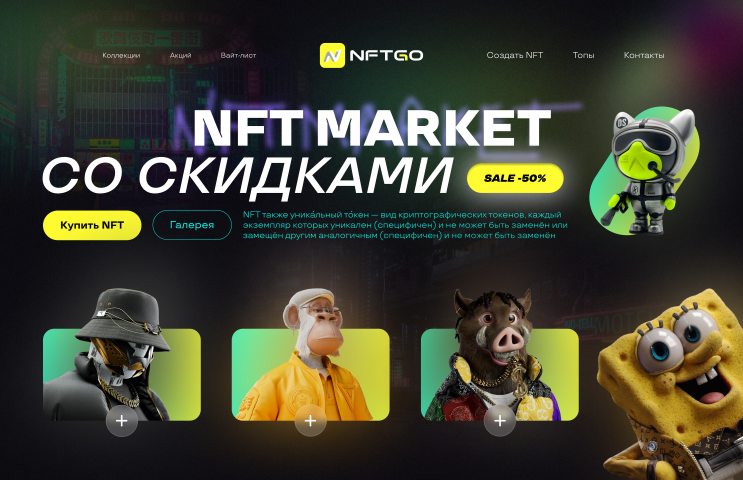 Коллекции
Акций
Вайт-лист
NFTGO
Создать NFT
Топы
Контакты
NFT MARKET
СО СКИДКАМИ
SALE -50%
Купить NFT
Галерея
NFT также уника́льный то́кен — вид криптографических токенов, каждый
экземпляр которых уникален (специфичен) и не может быть заменён или
замещён другим аналогичным (специфичен) и не может быть заменён
DS